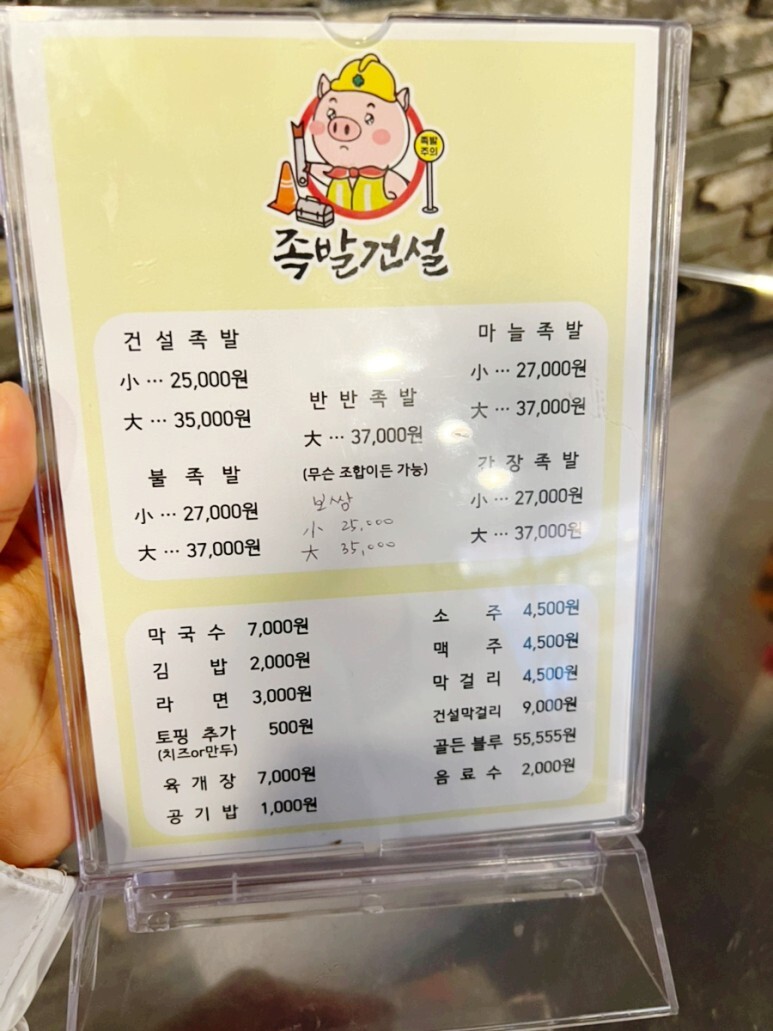 족발
주의
족발건설
건설족발
小 … 25,000원
大 … 35,000원
마늘족발
小 … 27,000원
大 … 37,000원
반반족발
大 … 37,000원
(무슨 조합이든 가능)
불족발
小 … 27,000원
大 … 37,000원
보쌈
小 25,000
大 35,000
간장족발
小 … 27,000원
大 … 37,000원
막국수 7,000원
김밥 2,000원
라면 3,000원
토핑 추가 500원
(치즈or만두)
육개장 7,000원
공기밥 1,000원
소주 4,500원
맥주 4,500원
막걸리 4,500원
건설막걸리 9,000원
골든 블루 55,555원
음료수 2,000원